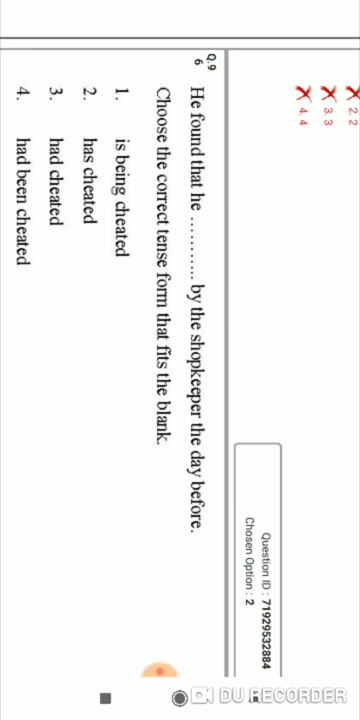 2. 2
3. 3
4. 4
Question ID : 71929532884
Chosen Option : 2
Q.9
6
He found that he ........... by the shopkeeper the day before.
Choose the correct tense form that fits the blank.
1. is being cheated
2. has cheated
3. had cheated
4. had been cheated
DU RECORDER